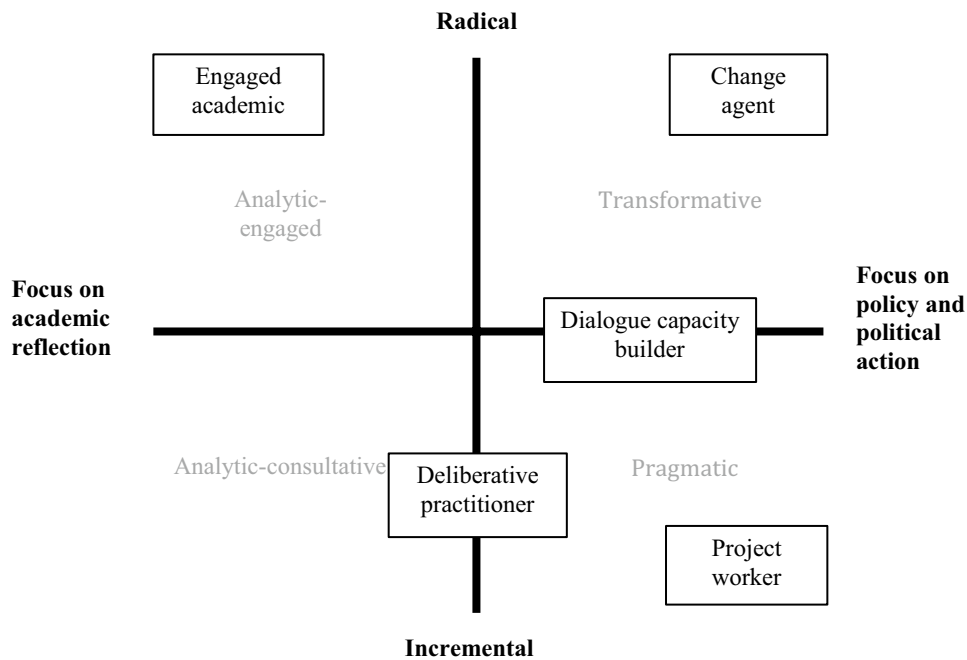 Radical
Engaged
academic
Change
agent
Analytic-
engaged
Transformative
Focus on
academic
reflection
Focus on
policy and
political
action
Dialogue capacity
builder
Analytic-consultative
Deliberative
practitioner
Pragmatic
Project
worker
Incremental